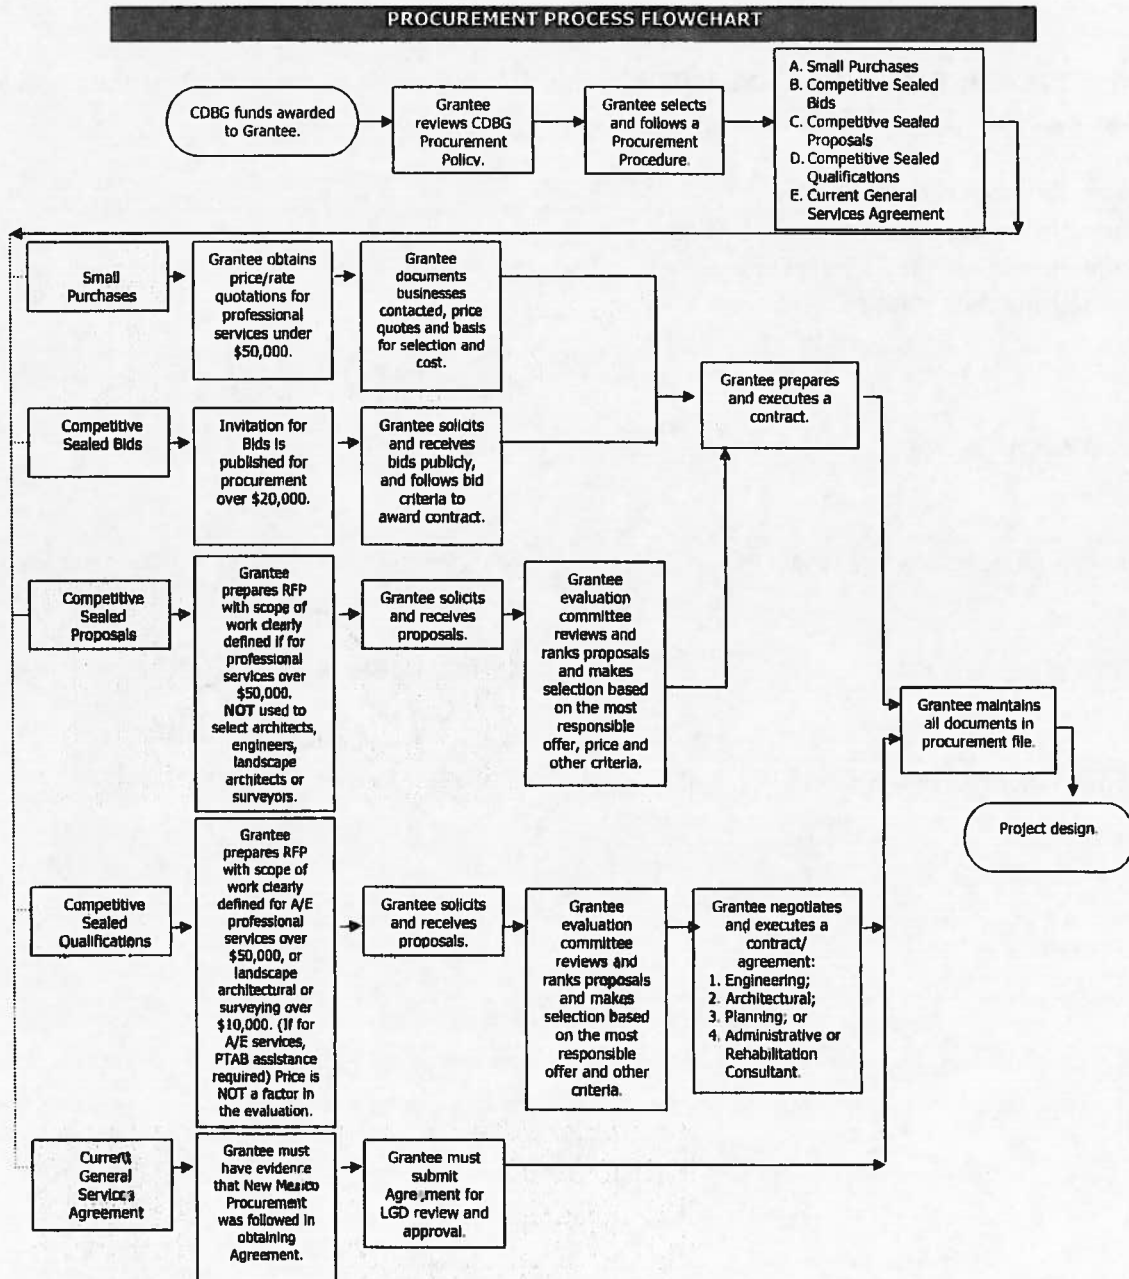 PROCUREMENT PROCESS FLOWCHART
CDBG funds awarded
to Grantee.
Grantee
reviews CDBG
Procurement
Policy.
Grantee selects
and follows a
Procurement
Procedure.
A. Small Purchases
B. Competitive Sealed
Bids
C. Competitive Sealed
Proposals
D. Competitive Sealed
Qualifications
E. Current General
Services Agreement
Small
Purchases
Grantee obtains
price/rate
quotations for
professional
services under
$50,000.
Grantee
documents
businesses
contacted, price
quotes and basis
for selection and
cost.
Grantee prepares
and executes a
contract.
Competitive
Sealed Bids
Invitation for
Bids is
published for
procurement
over $20,000.
Grantee solicits
and receives
bids publicly,
and follows bid
criteria to
award contract.
Competitive
Sealed
Proposals
Grantee
prepares RFP
with scope of
work clearly
defined if for
professional
services over
$50,000.
NOT used to
select architects,
engineers,
landscape
architects or
surveyors.
Grantee solicits
and receives
proposals.
Grantee
evaluation
committee
reviews and
ranks proposals
and makes
selection based
on the most
responsible
offer, price and
other criteria.
Grantee maintains
all documents in
procurement file.
Project design.
Competitive
Sealed
Qualifications
Grantee
prepares RFP
with scope of
work clearly
defined for A/E
professional
services over
$50,000, or
landscape
architectural or
surveying over
$10,000. (If for
A/E services,
PTAB assistance
required) Price is
NOT a factor in
the evaluation.
Grantee solicits
and receives
proposals.
Grantee
evaluation
committee
reviews and
ranks proposals
and makes
selection based
on the most
responsible
offer and other
criteria.
Grantee negotiates
and executes a
contract/
agreement:
1. Engineering;
2. Architectural;
3. Planning; or
4. Administrative or
Rehabilitation
Consultant.
Current
General
Services
Agreement
Grantee must
have evidence
that New Mexico
Procurement
was followed in
obtaining
Agreement.
Grantee must
submit
Agreement for
LGD review and
approval.